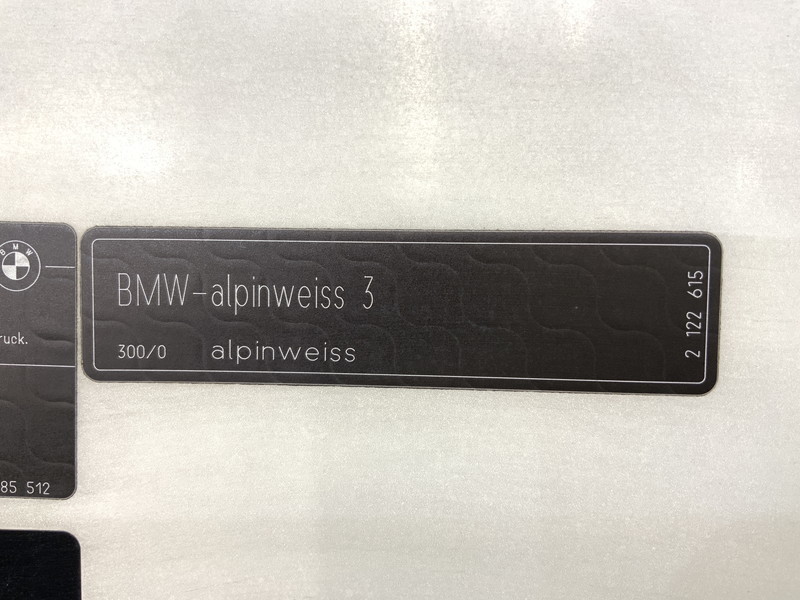 BMW
ruck.
85 512
BMW-alpinweiss 3
300/0 alpinweiss
2 122 615